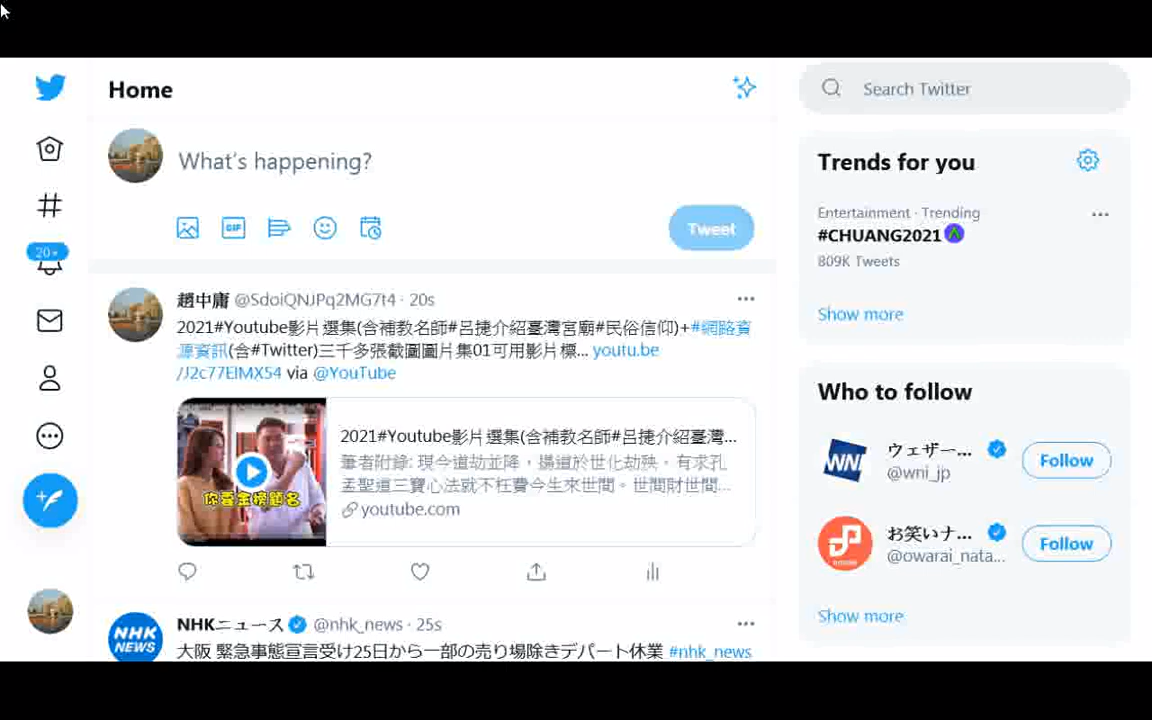 Home
What's happening?
GIF
Tweet
20+
趙中庸 @SdoiQNJPq2MG7t4 · 20s
2021#Youtube影片選集(含補教名師#呂捷介紹臺灣宮廟#民俗信仰)+#網路資
源資訊(含#Twitter)三千多張截圖圖片集01可用影片標... youtu.be
/J2c77EIMX54 via @YouTube
你要金榜題名
2021#Youtube影片選集(含補教名師#呂捷介紹臺灣...
筆者附錄: 現今道劫並降，揚道於世化劫殃，有求孔
孟聖道三寶心法就不枉費今生來世間。世間財世間...
youtube.com
NHKニュース @nhk_news · 25s
NHK
NEWS
大阪 緊急事態宣言受け25日から一部の売り場除きデパート休業 #nhk_news
Search Twitter
Trends for you
Entertainment · Trending
#CHUANG2021
809K Tweets
Show more
Who to follow
WNI
ウェザー...
@wni_jp
Follow
お笑いナ...
@owarai_nata...
Follow
Show more